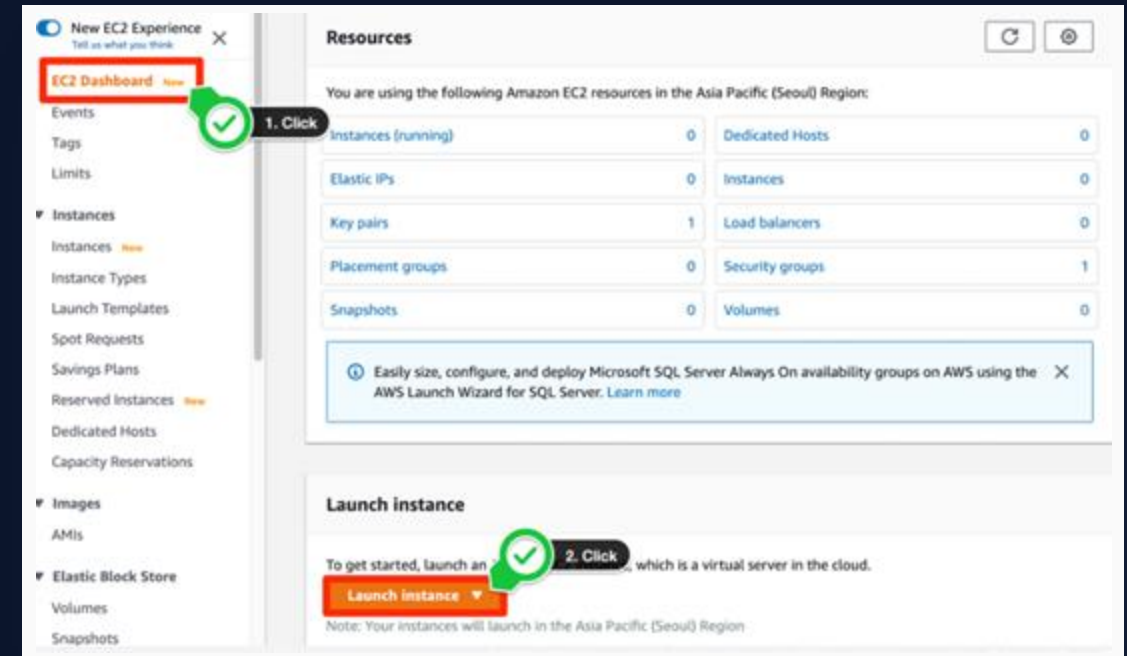 New EC2 Experience
Tell us what you think
EC2 Dashboard New
Events
Tags
Limits
Instances
Instances New
Instance Types
Launch Templates
Spot Requests
Savings Plans
Reserved Instances New
Dedicated Hosts
Capacity Reservations
Images
AMIs
Elastic Block Store
Volumes
Snapshots
1. Click
Resources
You are using the following Amazon EC2 resources in the Asia Pacific (Seoul) Region:
Instances (running) 0 Dedicated Hosts 0
Elastic IPs 0 Instances 0
Key pairs 1 Load balancers 0
Placement groups 0 Security groups 1
Snapshots 0 Volumes 0
Easily size, configure, and deploy Microsoft SQL Server Always On availability groups on AWS using the
AWS Launch Wizard for SQL Server. Learn more
Launch instance
To get started, launch an 2. Click , which is a virtual server in the cloud.
Launch instance
Note: Your instances will launch in the Asia Pacific (Seoul) Region